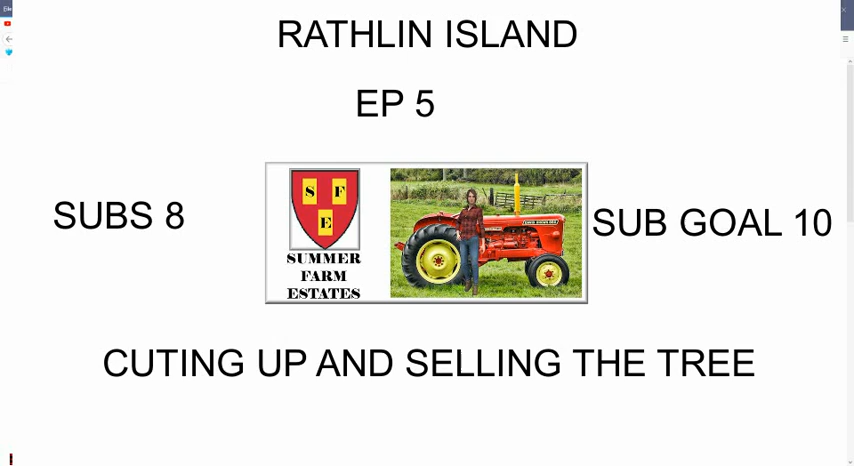 RATHLIN ISLAND
EP 5
SUBS 8
S F
E
SUMMER
FARM
ESTATES
SUB GOAL 10
CUTING UP AND SELLING THE TREE